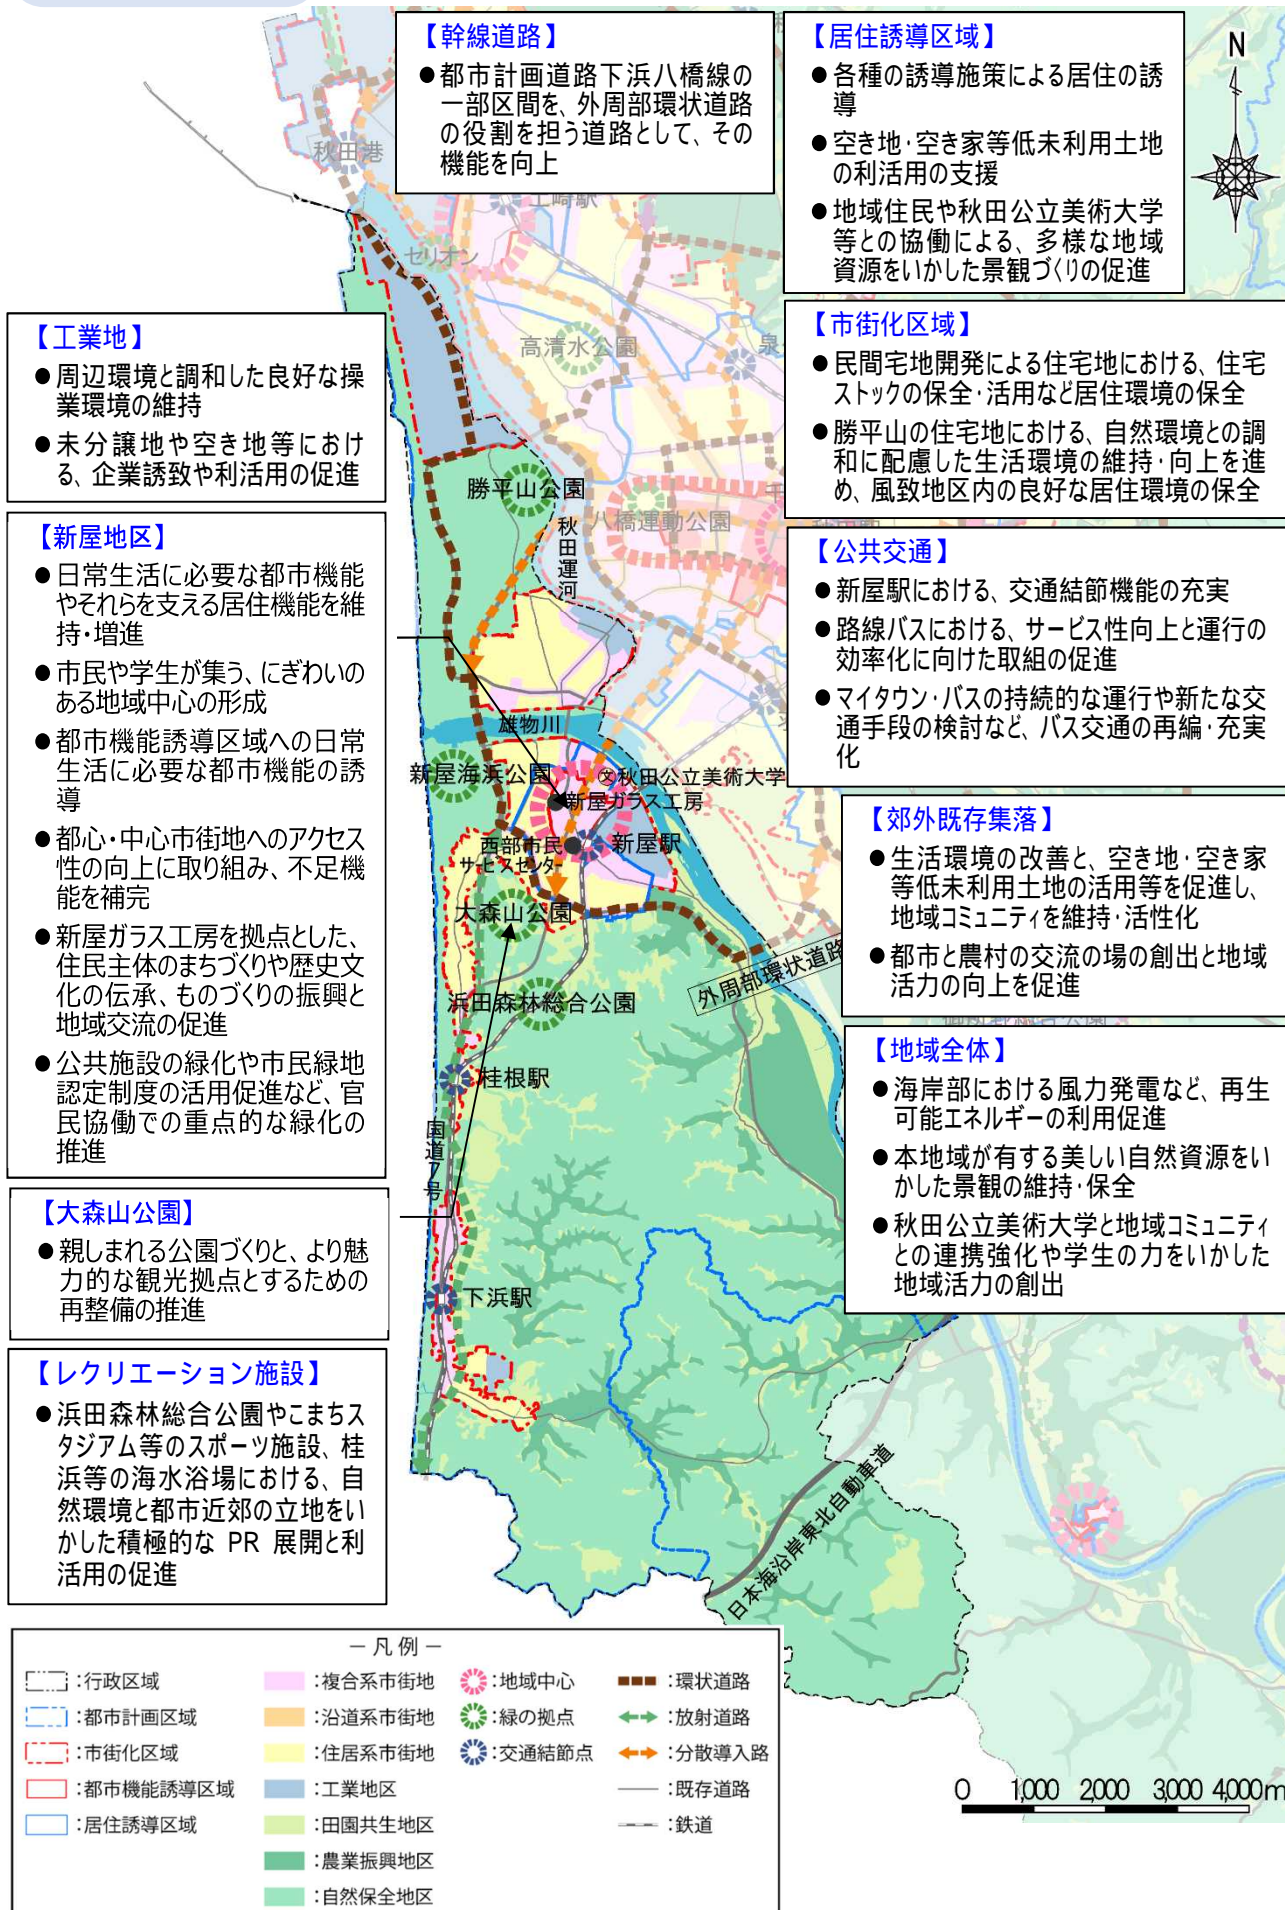 【幹線道路】
●都市計画道路下浜八橋線の
一部区間を、外周部環状道路
の役割を担う道路として、その
機能を向上
【居住誘導区域】
●各種の誘導施策による居住の誘
導
●空き地・空き家等低未利用土地
の利活用の支援
●地域住民や秋田公立美術大学
等との協働による、多様な地域
資源をいかした景観づくりの促進
N
【工業地】
●周辺環境と調和した良好な操
業環境の維持
●未分譲地や空き地等におけ
る、企業誘致や利活用の促進
【市街化区域】
●民間宅地開発による住宅地における、住宅
ストックの保全・活用など居住環境の保全
●勝平山の住宅地における、自然環境との調
和に配慮した生活環境の維持・向上を進
め、風致地区内の良好な居住環境の保全
【新屋地区】
●日常生活に必要な都市機能
やそれらを支える居住機能を維
持・増進
●市民や学生が集う、にぎわいの
ある地域中心の形成
●都市機能誘導区域への日常
生活に必要な都市機能の誘
導
●都心・中心市街地へのアクセス
性の向上に取り組み、不足機
能を補完
●新屋ガラス工房を拠点とした、
住民主体のまちづくりや歴史文
化の伝承、ものづくりの振興と
地域交流の促進
●公共施設の緑化や市民緑地
認定制度の活用促進など、官
民協働での重点的な緑化の
推進
【公共交通】
●新屋駅における、交通結節機能の充実
●路線バスにおける、サービス性向上と運行の
効率化に向けた取組の促進
●マイタウン・バスの持続的な運行や新たな交
通手段の検討など、バス交通の再編・充実
化
【郊外既存集落】
●生活環境の改善と、空き地・空き家
等低未利用土地の活用等を促進し、
地域コミュニティを維持・活性化
●都市と農村の交流の場の創出と地域
活力の向上を促進
【地域全体】
●海岸部における風力発電など、再生
可能エネルギーの利用促進
●本地域が有する美しい自然資源をい
かした景観の維持・保全
●秋田公立美術大学と地域コミュニティ
との連携強化や学生の力をいかした
地域活力の創出
【大森山公園】
●親しまれる公園づくりと、より魅
力的な観光拠点とするための
再整備の推進
【レクリエーション施設】
●浜田森林総合公園やこまちス
タジアム等のスポーツ施設、桂
浜等の海水浴場における、自
然環境と都市近郊の立地をい
かした積極的な PR 展開と利
活用の促進
秋田港
土崎駅
セリオン
高清水公園
勝平山公園
八橋運動公園
秋田運河
雄物川
新屋海浜公園
秋田公立美術大学
新屋ガラス工房
西部市民
サービスセンター
新屋駅
大森山公園
外周部環状道路
浜田森林総合公園
桂根駅
国道7号
下浜駅
日本海沿岸東北自動車道
－凡例－
：行政区域
：都市計画区域
：市街化区域
：都市機能誘導区域
：居住誘導区域
：複合系市街地
：沿道系市街地
：住居系市街地
：工業地区
：田園共生地区
：農業振興地区
：自然保全地区
：地域中心
：緑の拠点
：交通結節点
：環状道路
：放射道路
：分散導入路
：既存道路
：鉄道
0 1,000 2,000 3,000 4,000m